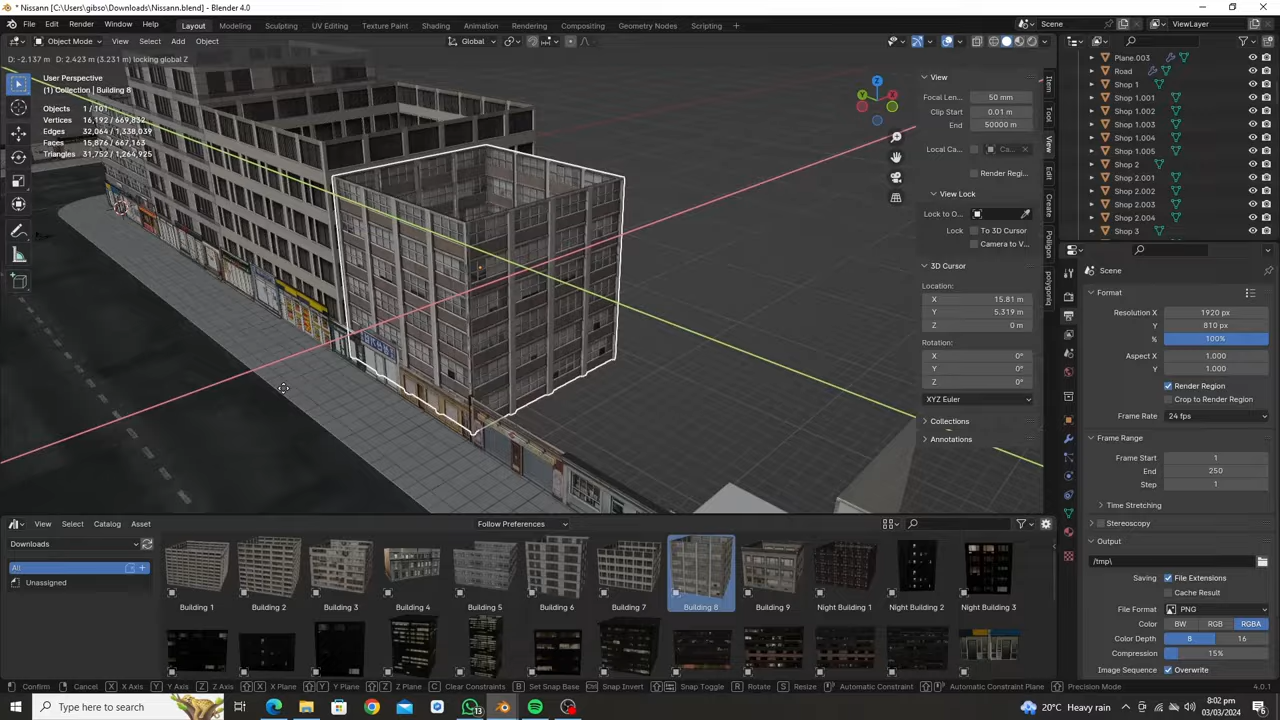 * Nissann [C:\Users\gibso\Downloads\Nissann.blend] - Blender 4.0
File Edit Render Window Help Layout Modeling Sculpting UV Editing Texture Paint Shading Animation Rendering Compositing Geometry Nodes Scripting + Scene ViewLayer
Object Mode View Select Add Object Global
D: -2.137 m D: 2.423 m (3.231 m) locking global Z
User Perspective
(1) Collection | Building 8
Objects 1 / 101
Vertices 16,192 / 669,832
Edges 32,064 / 1,338,039
Faces 15,876 / 667,163
Triangles 31,752 / 1,264,925
Z
Y
View
Focal Len... 50 mm
Clip Start 0.01 m
End 50000 m
Local Ca... Ca...
Render Regi...
View Lock
Lock to O...
Lock To 3D Cursor
Camera to V...
3D Cursor
Location:
X 15.81 m
Y 5.319 m
Z 0 m
Rotation:
X 0°
Y 0°
Z 0°
XYZ Euler
Collections
Annotations
Item
Tool
View
Edit
Create
Poliigon
polygoniq
Plane.003
Road
Shop 1
Shop 1.001
Shop 1.002
Shop 1.003
Shop 1.004
Shop 1.005
Shop 2
Shop 2.001
Shop 2.002
Shop 2.003
Shop 2.004
Shop 3
Scene
Format
Resolution X 1920 px
Y 810 px
% 100%
Aspect X 1.000
Y 1.000
Render Region
Crop to Render Region
Frame Rate 24 fps
Frame Range
Frame Start 1
End 250
Step 1
Time Stretching
Stereoscopy
Output
/tmp\
Saving File Extensions
Cache Result
File Format PNG
Color BW RGB RGBA
Color Depth 8 16
Compression 15%
Image Sequence Overwrite
View Select Catalog Asset Follow Preferences
Downloads
All +
Unassigned
Building 1 Building 2 Building 3 Building 4 Building 5 Building 6 Building 7 Building 8 Building 9 Night Building 1 Night Building 2 Night Building 3
Confirm Cancel X X Axis Y Y Axis Z Z Axis X X Plane Y Y Plane Z Z Plane C Clear Constraints B Set Snap Base Ctrl Snap Invert Snap Toggle R Rotate S Resize Automatic Constraint Automatic Constraint Plane Precision Mode 4.0.1
Type here to search 13 20°C Heavy rain 8:02 pm
03/03/2024